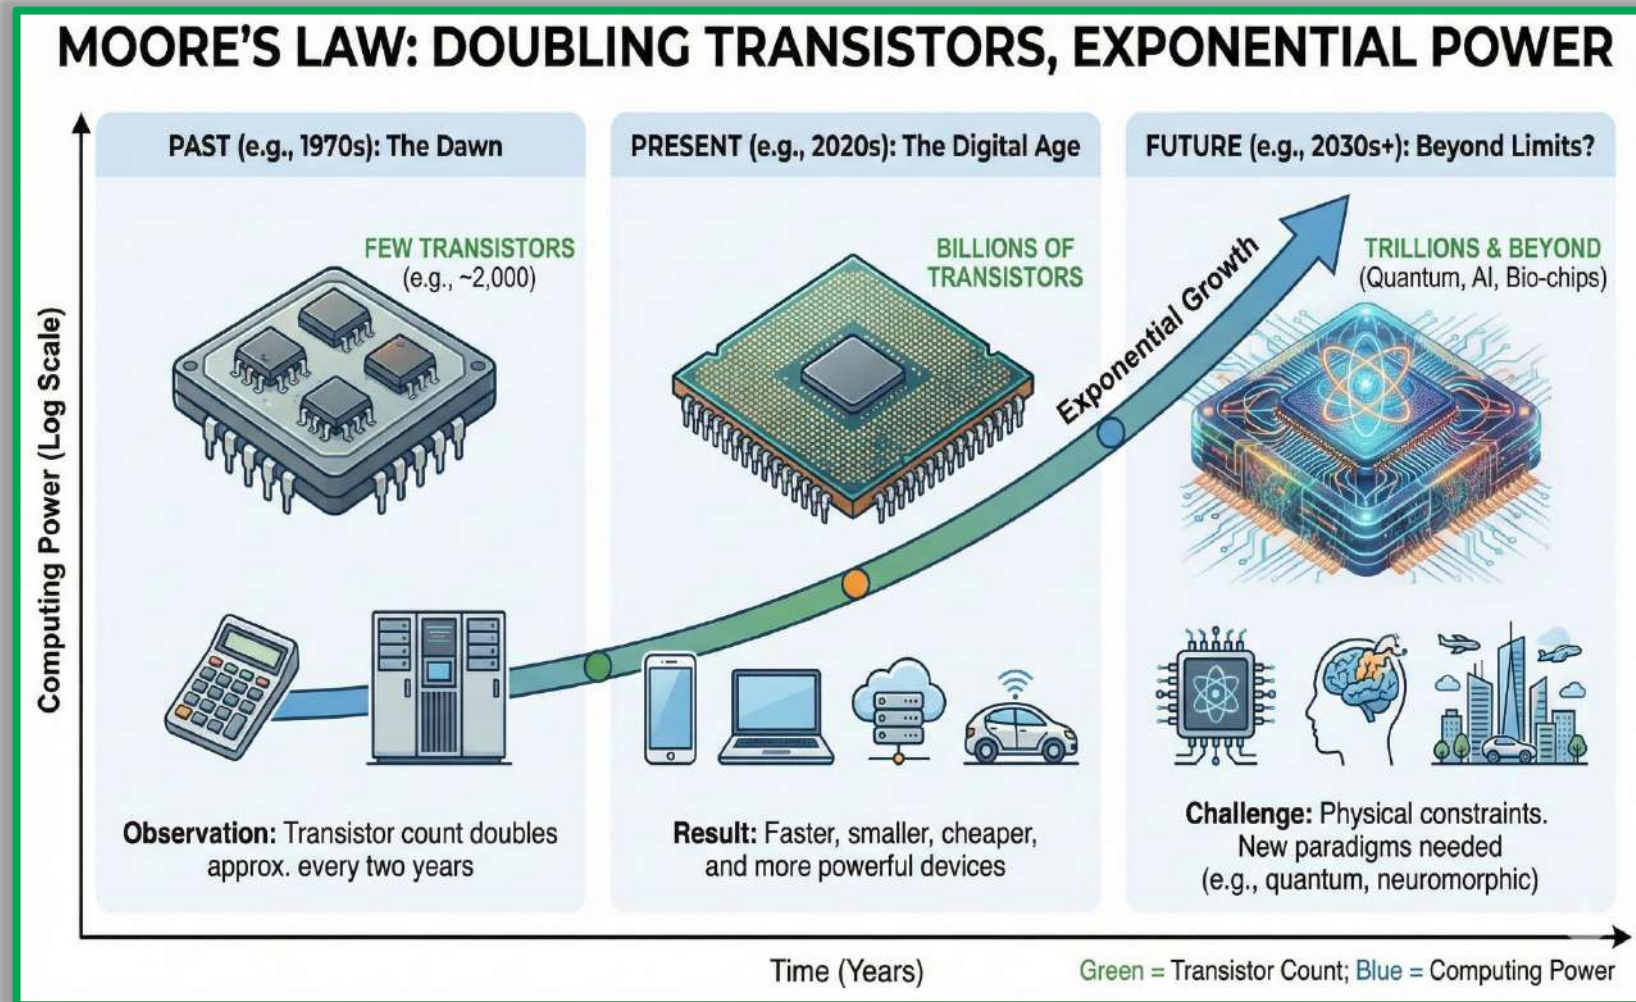 MOORE'S LAW: DOUBLING TRANSISTORS, EXPONENTIAL POWER
Computing Power (Log Scale)
PAST (e.g., 1970s): The Dawn
FEW TRANSISTORS
(e.g., ~2,000)
Observation: Transistor count doubles
approx. every two years
PRESENT (e.g., 2020s): The Digital Age
BILLIONS OF
TRANSISTORS
Result: Faster, smaller, cheaper,
and more powerful devices
Exponential Growth
FUTURE (e.g., 2030s+): Beyond Limits?
TRILLIONS & BEYOND
(Quantum, AI, Bio-chips)
Challenge: Physical constraints.
New paradigms needed
(e.g., quantum, neuromorphic)
Time (Years)
Green = Transistor Count; Blue = Computing Power